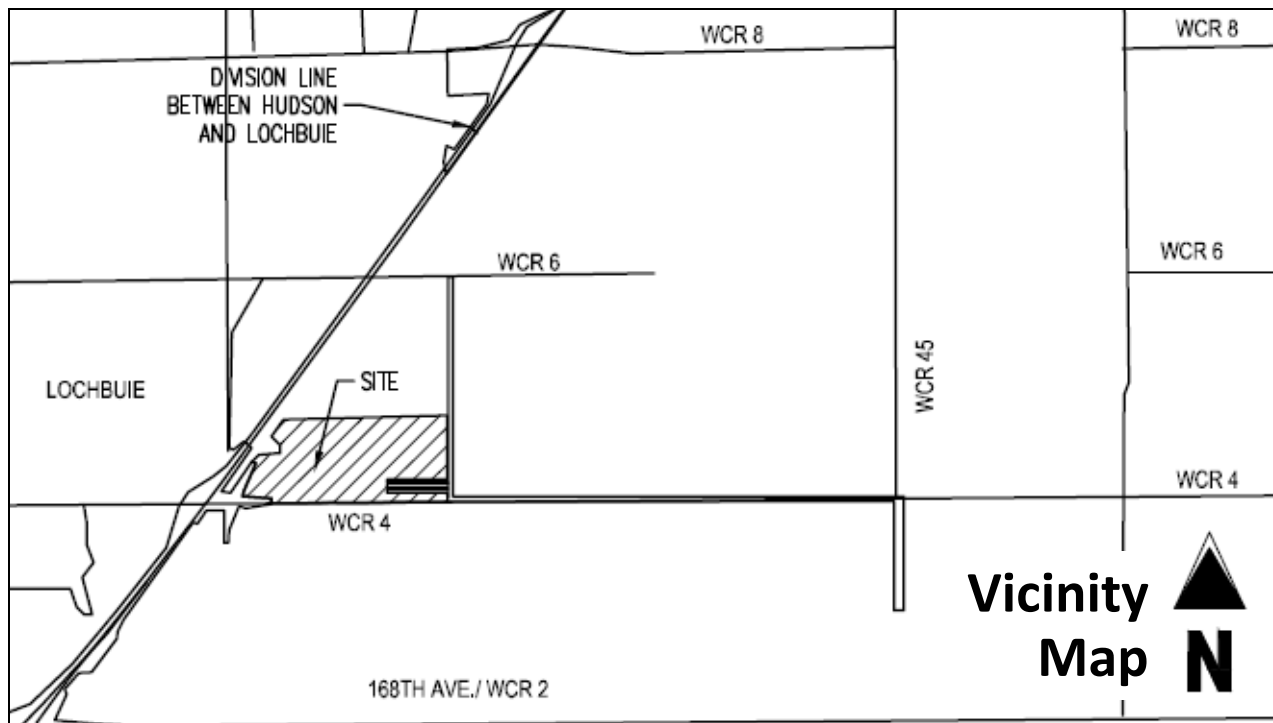 WCR 8
WCR 8
DIVISION LINE
BETWEEN HUDSON
AND LOCHBUIE
WCR 6
WCR 6
WCR 45
LOCHBUIE
SITE
WCR 4
WCR 4
Vicinity
Map
N
168TH AVE./ WCR 2